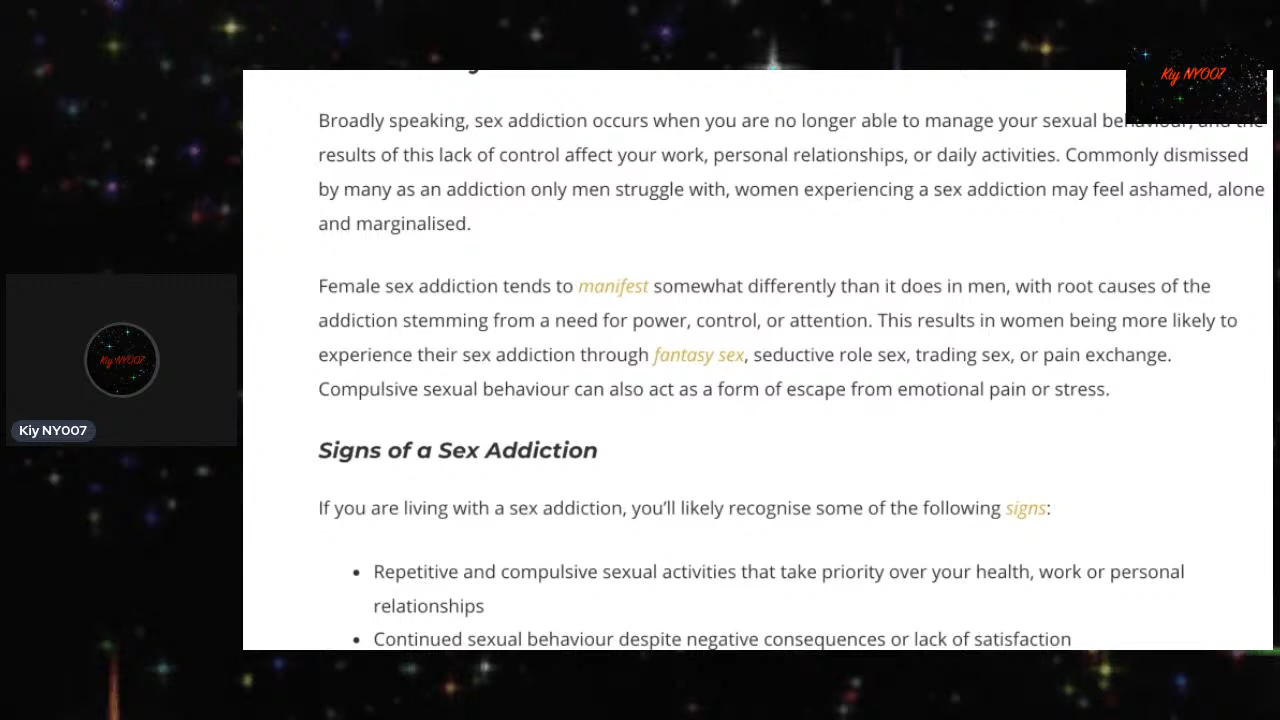 Kiy NY007
Broadly speaking, sex addiction occurs when you are no longer able to manage your sexual behaviour, and the
results of this lack of control affect your work, personal relationships, or daily activities. Commonly dismissed
by many as an addiction only men struggle with, women experiencing a sex addiction may feel ashamed, alone
and marginalised.
Female sex addiction tends to manifest somewhat differently than it does in men, with root causes of the
addiction stemming from a need for power, control, or attention. This results in women being more likely to
experience their sex addiction through fantasy sex, seductive role sex, trading sex, or pain exchange.
Compulsive sexual behaviour can also act as a form of escape from emotional pain or stress.
Kiy NY007
Kiy NY007
Signs of a Sex Addiction
If you are living with a sex addiction, you’ll likely recognise some of the following signs:
• Repetitive and compulsive sexual activities that take priority over your health, work or personal
relationships
• Continued sexual behaviour despite negative consequences or lack of satisfaction